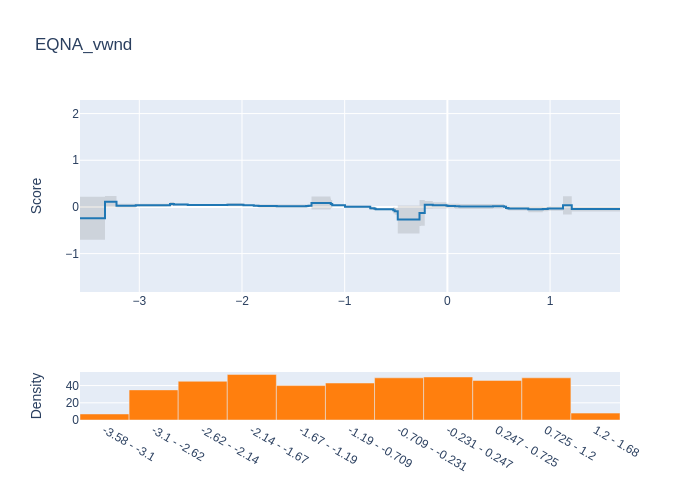 EQNA_vwnd
Score
2
1
0
−1
−3
−2
−1
0
1
Density
40
20
0
-3.58 - -3.1
-3.1 - -2.62
-2.62 - -2.14
-2.14 - -1.67
-1.67 - -1.19
-1.19 - -0.709
-0.709 - -0.231
-0.231 - 0.247
0.247 - 0.725
0.725 - 1.2
1.2 - 1.68